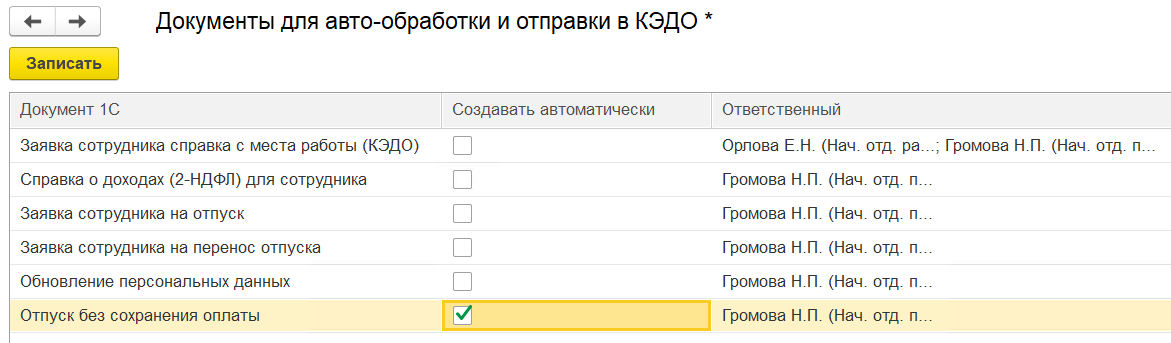 Документы для авто-обработки и отправки в КЭДО *
Записать
Документ 1С Создавать автоматически Ответственный
Заявка сотрудника справка с места работы (КЭДО) Орлова Е.Н. (Нач. отд. ра...; Громова Н.П. (Нач. отд. п...
Справка о доходах (2-НДФЛ) для сотрудника Громова Н.П. (Нач. отд. п...
Заявка сотрудника на отпуск Громова Н.П. (Нач. отд. п...
Заявка сотрудника на перенос отпуска Громова Н.П. (Нач. отд. п...
Обновление персональных данных Громова Н.П. (Нач. отд. п...
Отпуск без сохранения оплаты Громова Н.П. (Нач. отд. п...